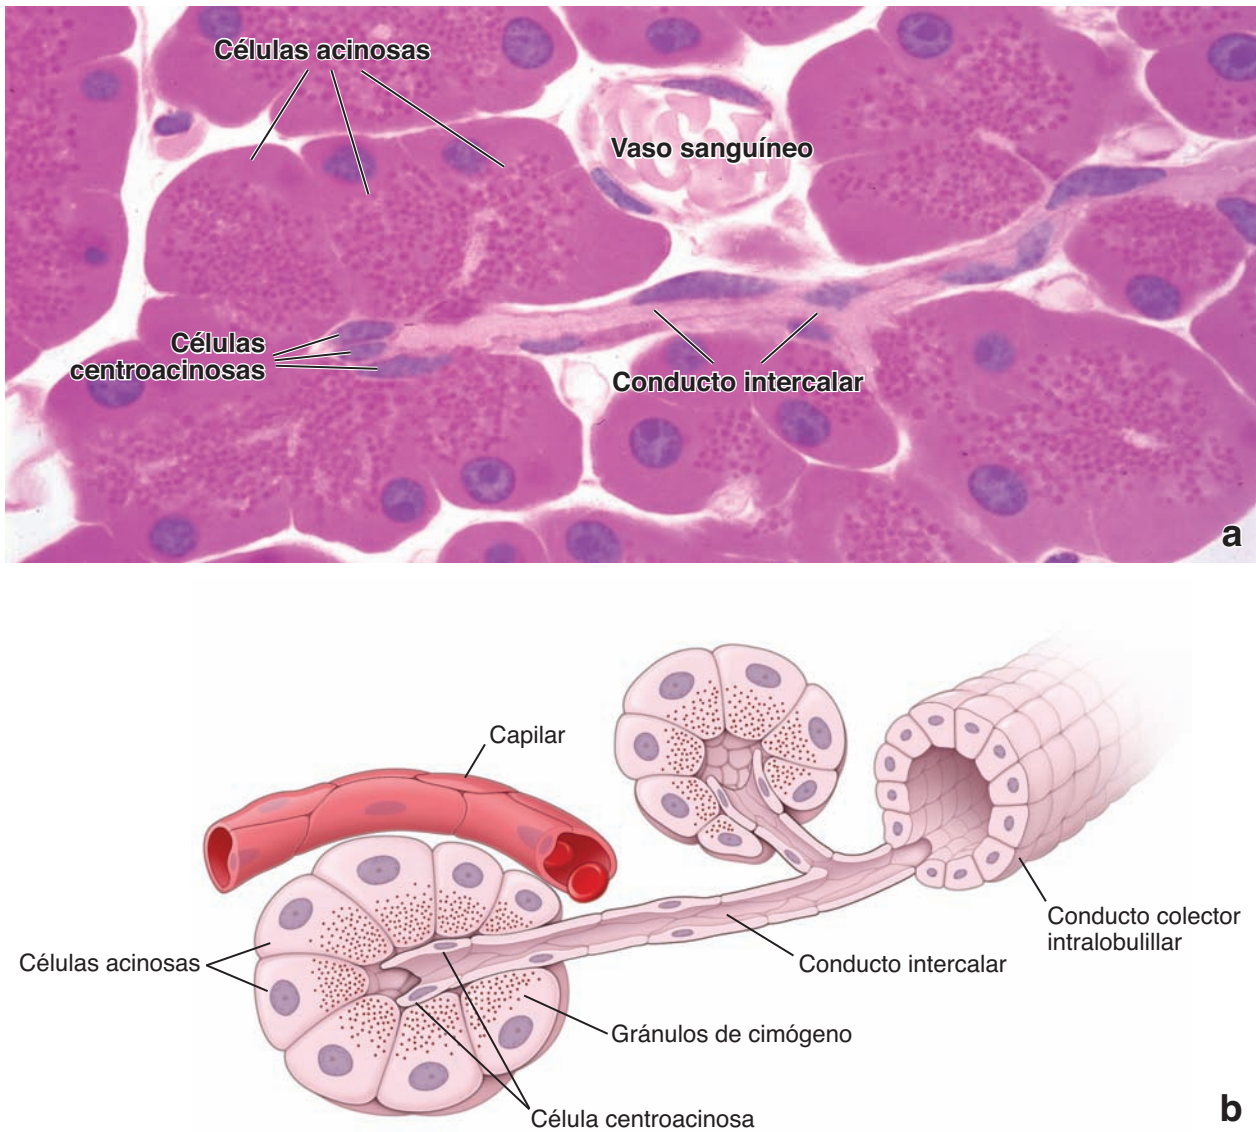 Células acinosas
Vaso sanguíneo
Células
centroacinosas
Conducto intercalar
a
Capilar
Conducto colector
intralobulillar
Células acinosas
Conducto intercalar
Gránulos de cimógeno
Célula centroacinosa
b